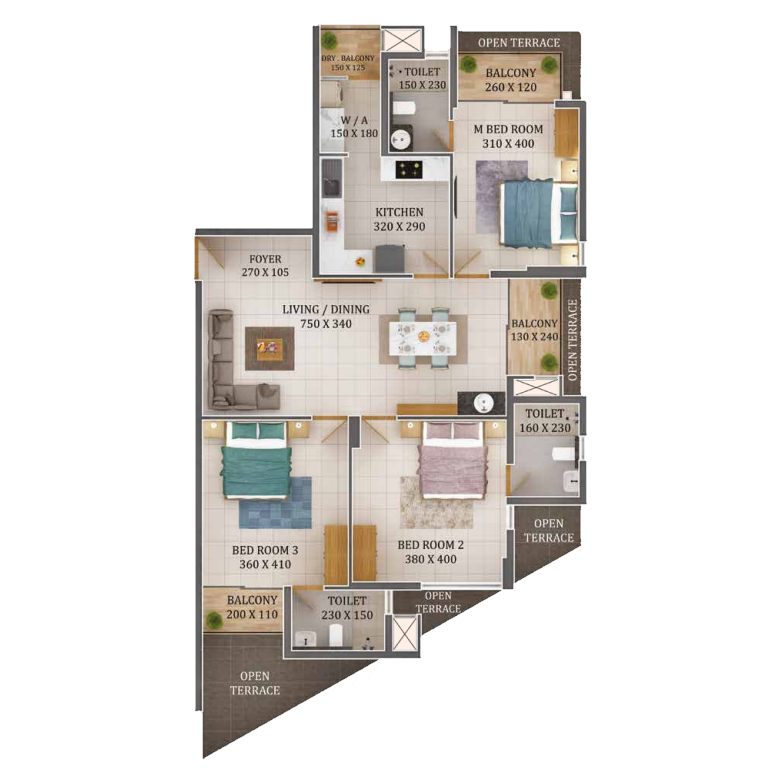 OPEN TERRACE
DRY . BALCONY
150 X 125
TOILET
150 X 230
BALCONY
260 X 120
W / A
150 X 180
M BED ROOM
310 X 400
KITCHEN
320 X 290
FOYER
270 X 105
LIVING / DINING
750 X 340
BALCONY
130 X 240
OPEN TERRACE
TOILET
160 X 230
OPEN
TERRACE
BED ROOM 3
360 X 410
BED ROOM 2
380 X 400
BALCONY
200 X 110
TOILET
230 X 150
OPEN
TERRACE
OPEN
TERRACE